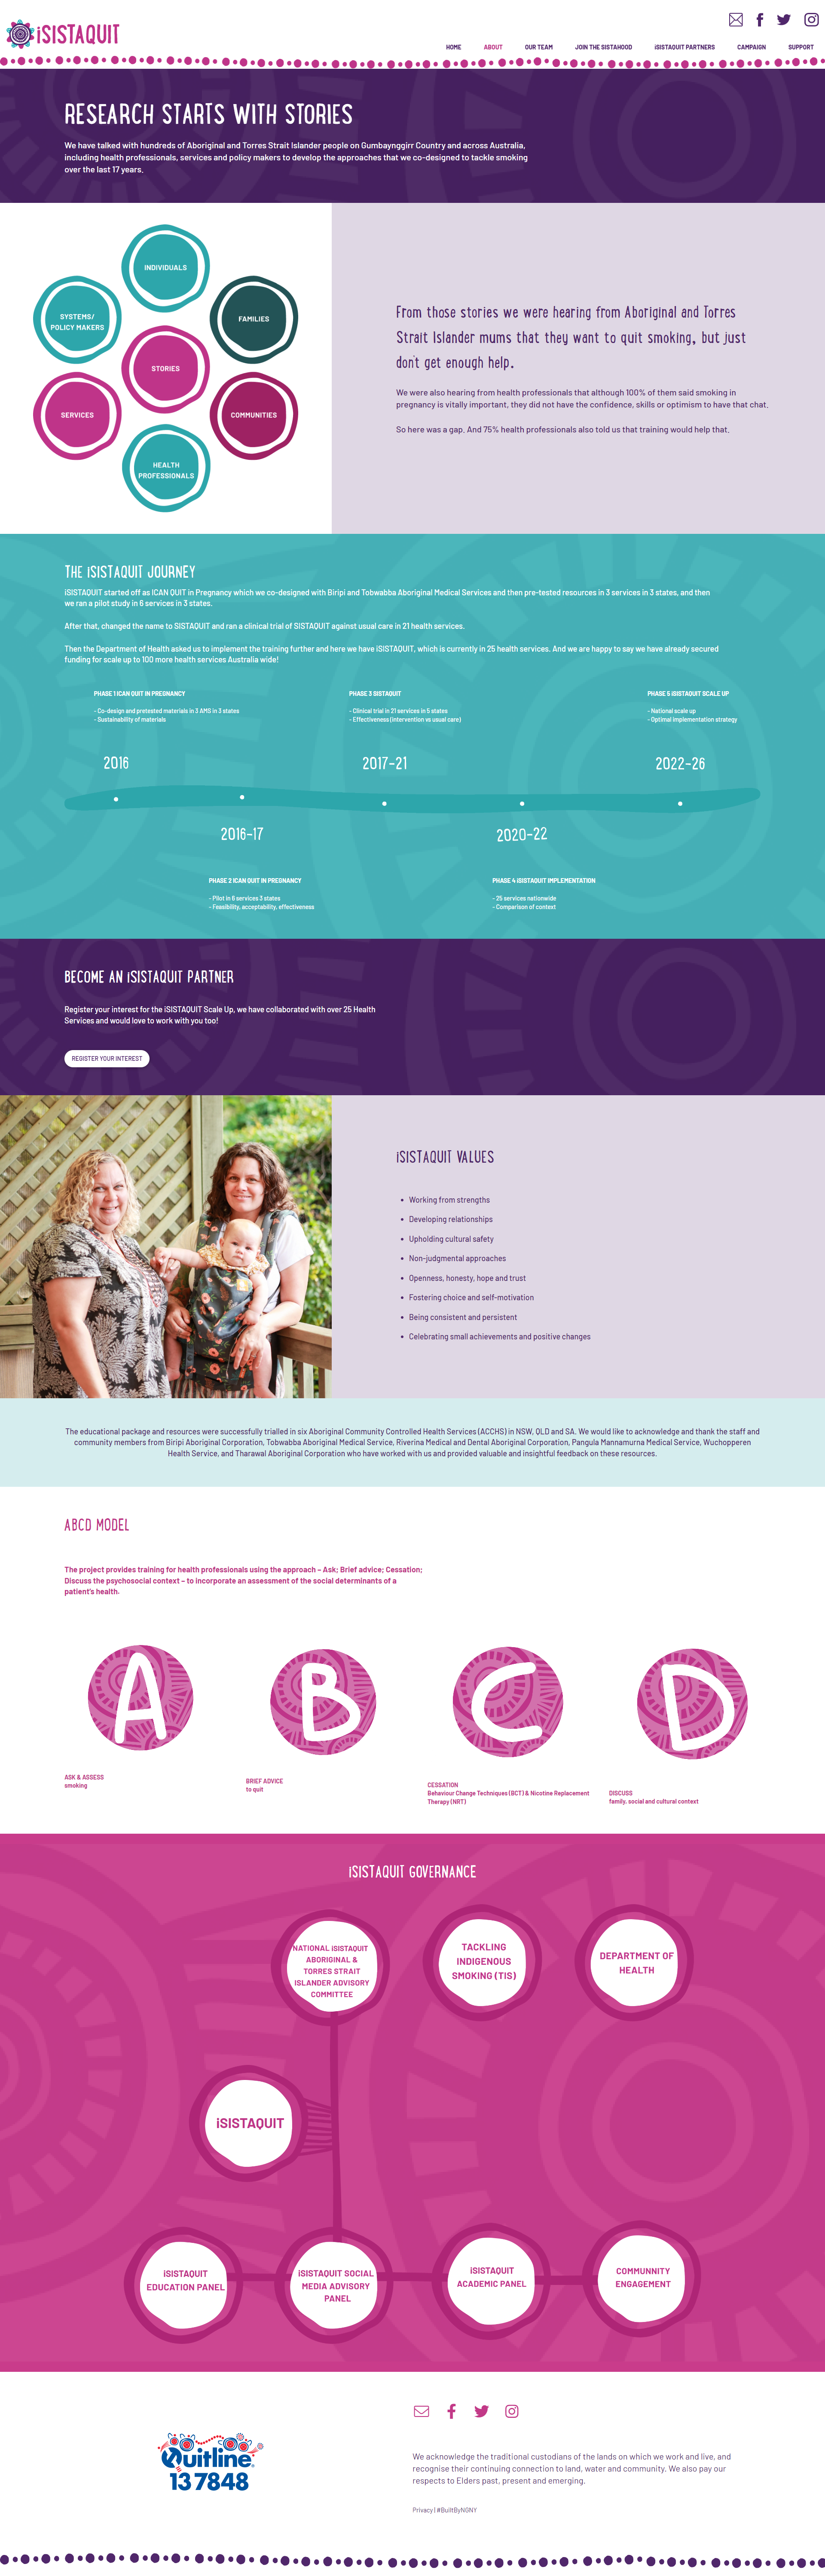 iSISTAQUIT
HOME
ABOUT
OUR TEAM
JOIN THE SISTAHOOD
iSISTAQUIT PARTNERS
CAMPAIGN
SUPPORT
RESEARCH STARTS WITH STORIES
We have talked with hundreds of Aboriginal and Torres Strait Islander people on Gumbaynggirr Country and across Australia,
including health professionals, services and policy makers to develop the approaches that we co-designed to tackle smoking
over the last 17 years.
INDIVIDUALS
SYSTEMS/
POLICY MAKERS
FAMILIES
STORIES
SERVICES
COMMUNITIES
HEALTH
PROFESSIONALS
From those stories we were hearing from Aboriginal and Torres
Strait Islander mums that they want to quit smoking, but just
don't get enough help.
We were also hearing from health professionals that although 100% of them said smoking in
pregnancy is vitally important, they did not have the confidence, skills or optimism to have that chat.
So here was a gap. And 75% health professionals also told us that training would help that.
THE iSISTAQUIT JOURNEY
iSISTAQUIT started off as ICAN QUIT in Pregnancy which we co-designed with Biripi and Tobwabba Aboriginal Medical Services and then pre-tested resources in 3 services in 3 states, and then
we ran a pilot study in 6 services in 3 states.
After that, changed the name to SISTAQUIT and ran a clinical trial of SISTAQUIT against usual care in 21 health services.
Then the Department of Health asked us to implement the training further and here we have iSISTAQUIT, which is currently in 25 health services. And we are happy to say we have already secured
funding for scale up to 100 more health services Australia wide!
PHASE 1 ICAN QUIT IN PREGNANCY
- Co-design and pretested materials in 3 AMS in 3 states
- Sustainability of materials
2016
PHASE 3 SISTAQUIT
- Clinical trial in 21 services in 5 states
- Effectiveness (intervention vs usual care)
2017-21
PHASE 5 iSISTAQUIT SCALE UP
- National scale up
- Optimal implementation strategy
2022-26
2016-17
PHASE 2 ICAN QUIT IN PREGNANCY
- Pilot in 6 services 3 states
- Feasibility, acceptability, effectiveness
2020-22
PHASE 4 iSISTAQUIT IMPLEMENTATION
- 25 services nationwide
- Comparison of context
BECOME AN iSISTAQUIT PARTNER
Register your interest for the iSISTAQUIT Scale Up, we have collaborated with over 25 Health
Services and would love to work with you too!
REGISTER YOUR INTEREST
iSISTAQUIT VALUES
• Working from strengths
• Developing relationships
• Upholding cultural safety
• Non-judgmental approaches
• Openness, honesty, hope and trust
• Fostering choice and self-motivation
• Being consistent and persistent
• Celebrating small achievements and positive changes
The educational package and resources were successfully trialled in six Aboriginal Community Controlled Health Services (ACCHS) in NSW, QLD and SA. We would like to acknowledge and thank the staff and
community members from Biripi Aboriginal Corporation, Tobwabba Aboriginal Medical Service, Riverina Medical and Dental Aboriginal Corporation, Pangula Mannamurna Medical Service, Wuchopperen
Health Service, and Tharawal Aboriginal Corporation who have worked with us and provided valuable and insightful feedback on these resources.
ABCD MODEL
The project provides training for health professionals using the approach – Ask; Brief advice; Cessation;
Discuss the psychosocial context – to incorporate an assessment of the social determinants of a
patient's health.
A
B
C
D
ASK & ASSESS
smoking
BRIEF ADVICE
to quit
CESSATION
Behaviour Change Techniques (BCT) & Nicotine Replacement
Therapy (NRT)
DISCUSS
family, social and cultural context
iSISTAQUIT GOVERNANCE
NATIONAL iSISTAQUIT
ABORIGINAL &
TORRES STRAIT
ISLANDER ADVISORY
COMMITTEE
TACKLING
INDIGENOUS
SMOKING (TIS)
DEPARTMENT OF
HEALTH
iSISTAQUIT
iSISTAQUIT
EDUCATION PANEL
iSISTAQUIT SOCIAL
MEDIA ADVISORY
PANEL
iSISTAQUIT
ACADEMIC PANEL
COMMUNNITY
ENGAGEMENT
Quitline
13 7848
We acknowledge the traditional custodians of the lands on which we work and live, and
recognise their continuing connection to land, water and community. We also pay our
respects to Elders past, present and emerging.
Privacy | #BuiltByNGNY